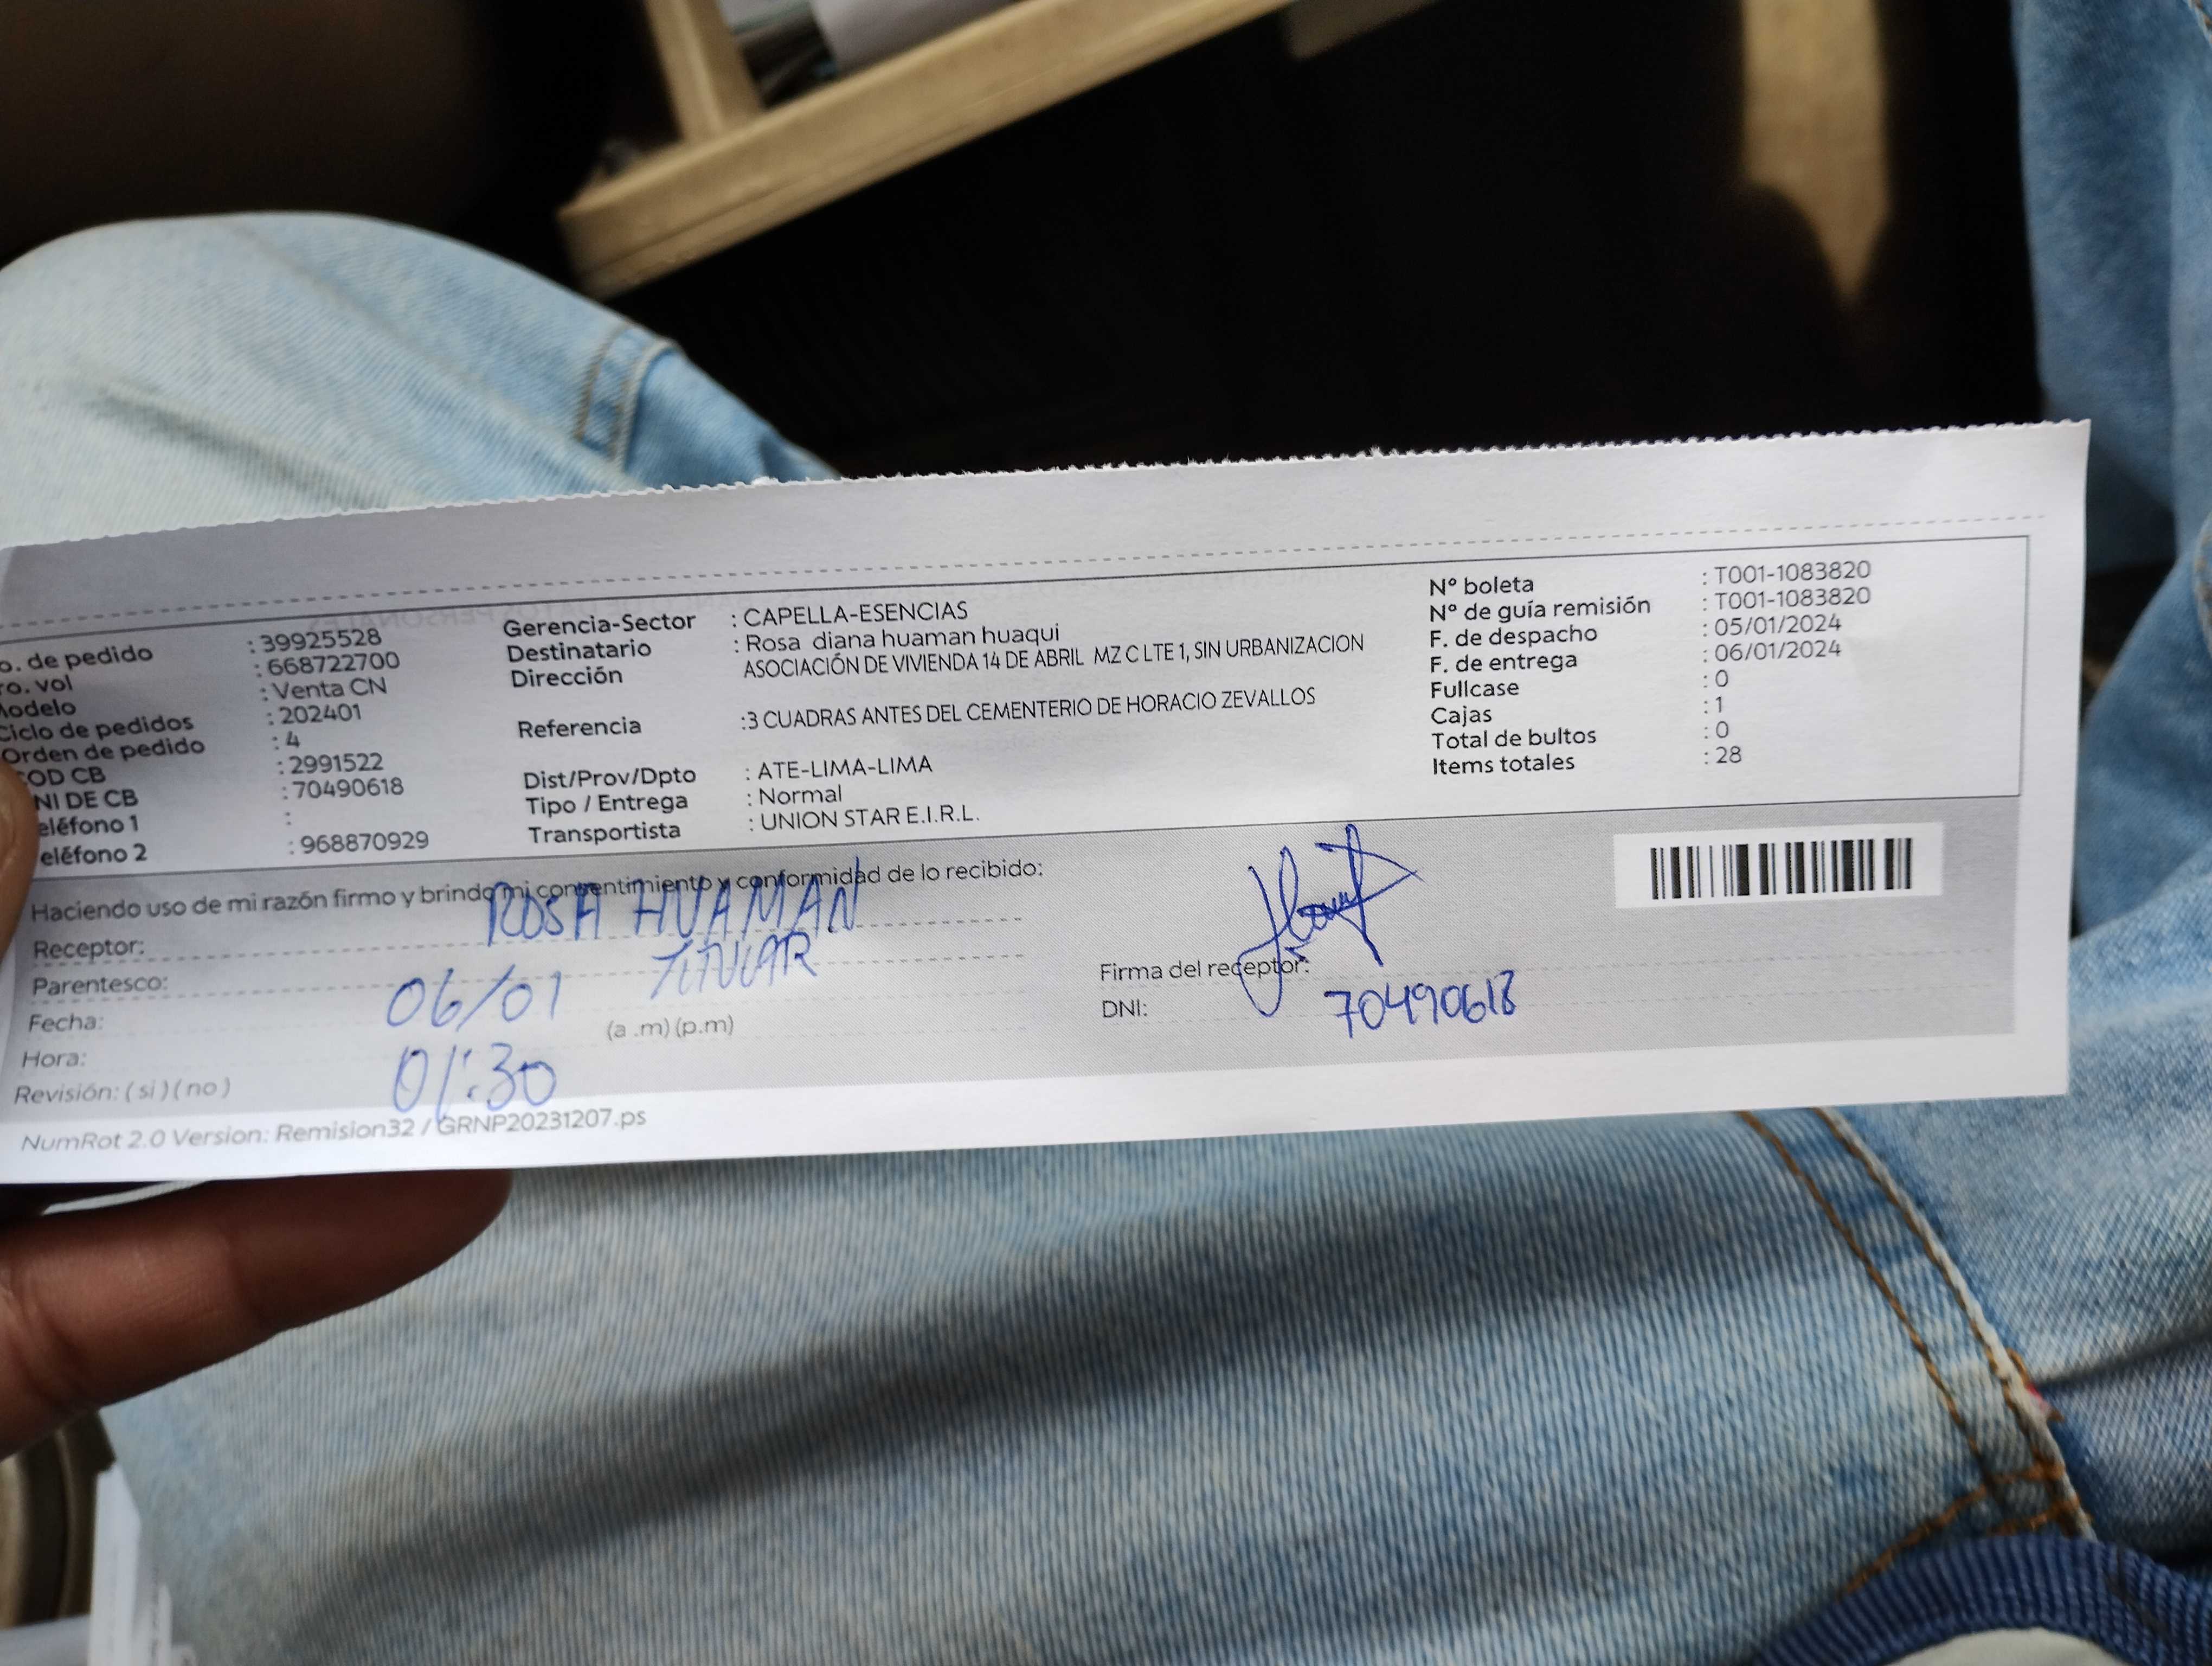 o. de pedido : 39925528
ro. vol : 668722700
Modelo : Venta CN
Ciclo de pedidos : 202401
Orden de pedido : 4
COD CB : 2991522
NI DE CB : 70490618
eléfono 1 :
eléfono 2 : 968870929
Gerencia-Sector : CAPELLA-ESENCIAS
Destinatario : Rosa diana huaman huaqui
Dirección ASOCIACIÓN DE VIVIENDA 14 DE ABRIL MZ C LTE 1, SIN URBANIZACION
Referencia :3 CUADRAS ANTES DEL CEMENTERIO DE HORACIO ZEVALLOS
Dist/Prov/Dpto : ATE-LIMA-LIMA
Tipo / Entrega : Normal
Transportista : UNION STAR E.I.R.L.
Nº boleta : T001-1083820
Nº de guía remisión : T001-1083820
F. de despacho : 05/01/2024
F. de entrega : 06/01/2024
Fullcase : 0
Cajas : 1
Total de bultos : 0
Items totales : 28
Haciendo uso de mi razón firmo y brindo mi consentimiento y conformidad de lo recibido:
Receptor: ROSA HUAMAN
Parentesco: TITULAR
Fecha: 06/01
Hora: 01:30 (a .m) (p.m)
Revisión: ( si ) ( no )
Firma del receptor:
DNI: 70490618
NumRot 2.0 Version: Remision32 / GRNP20231207.ps